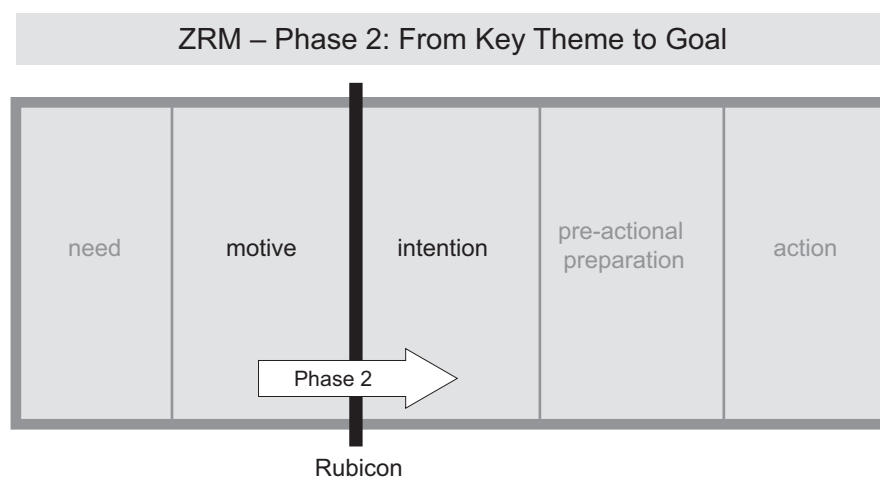 ZRM – Phase 2: From Key Theme to Goal
need
motive
intention
pre-actional
preparation
action
Phase 2
Rubicon